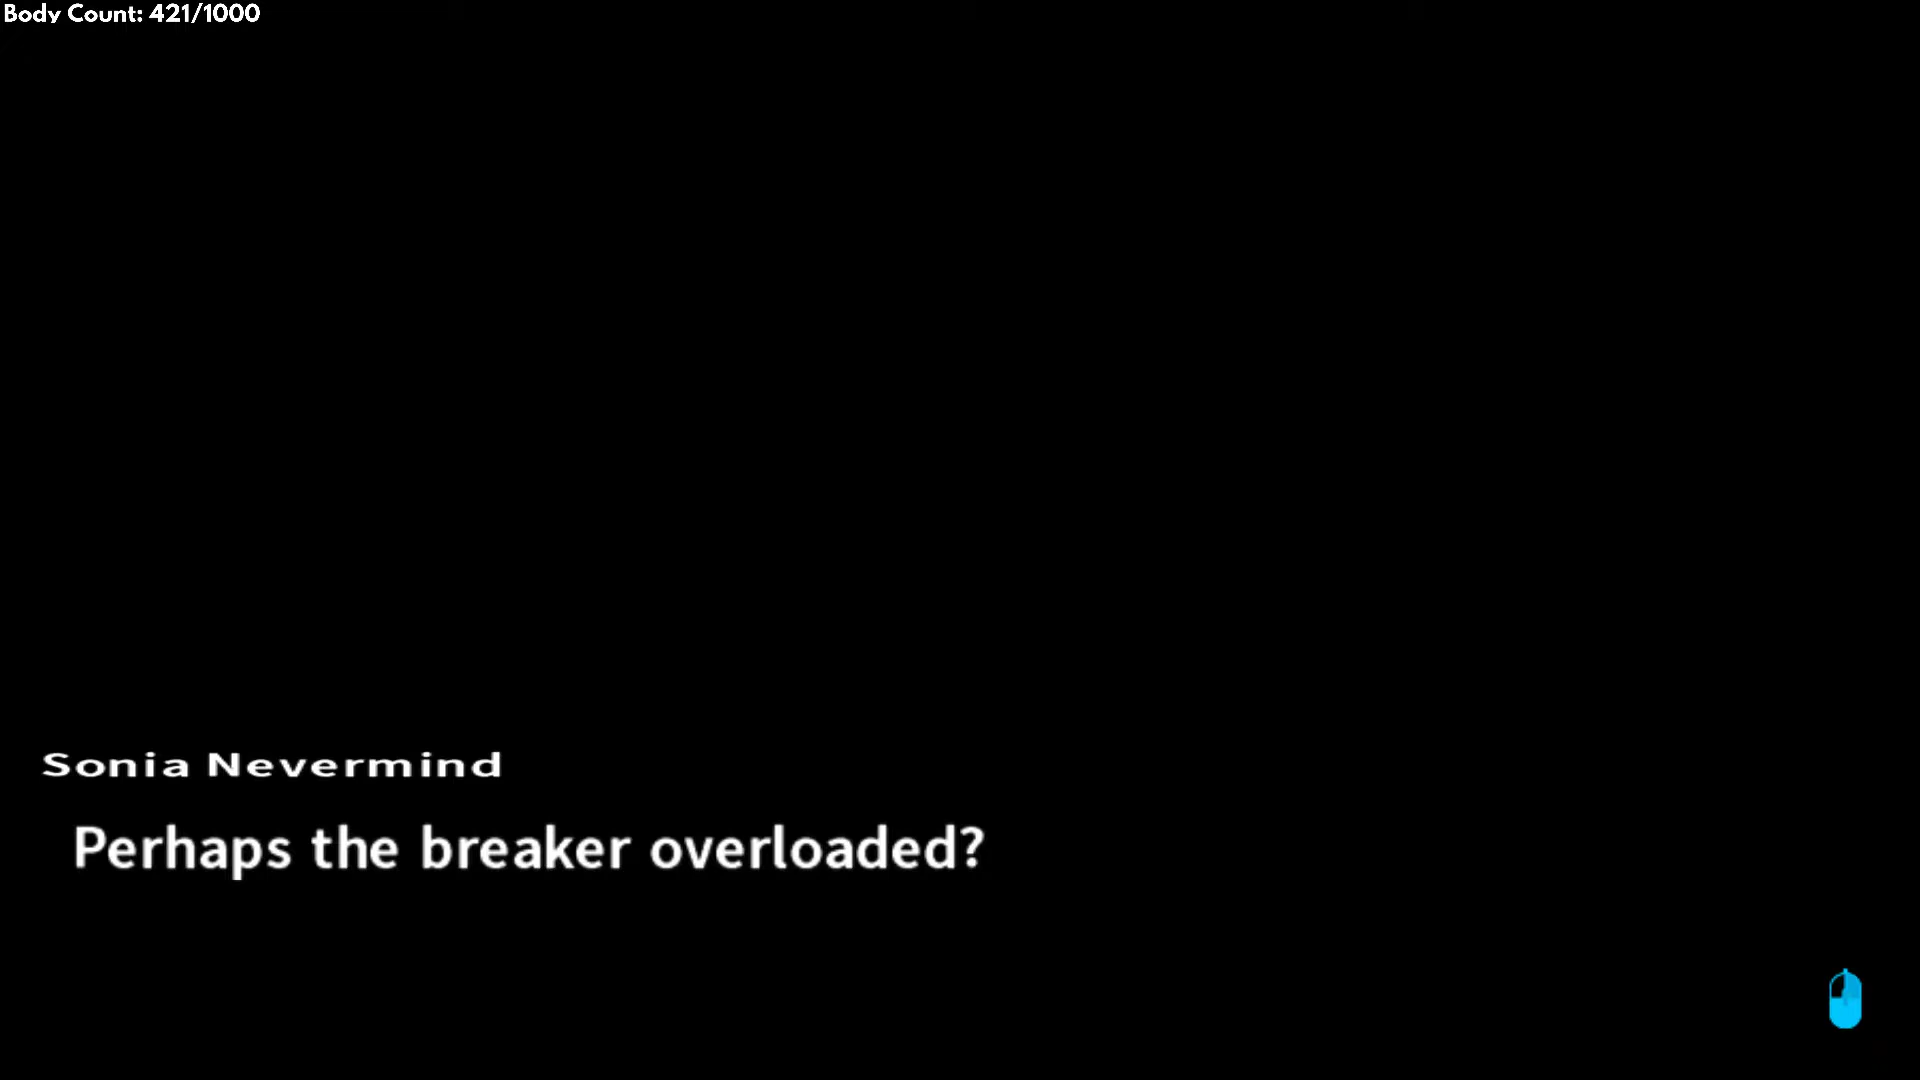 Body Count: 421/1000
Sonia Nevermind
Perhaps the breaker overloaded?